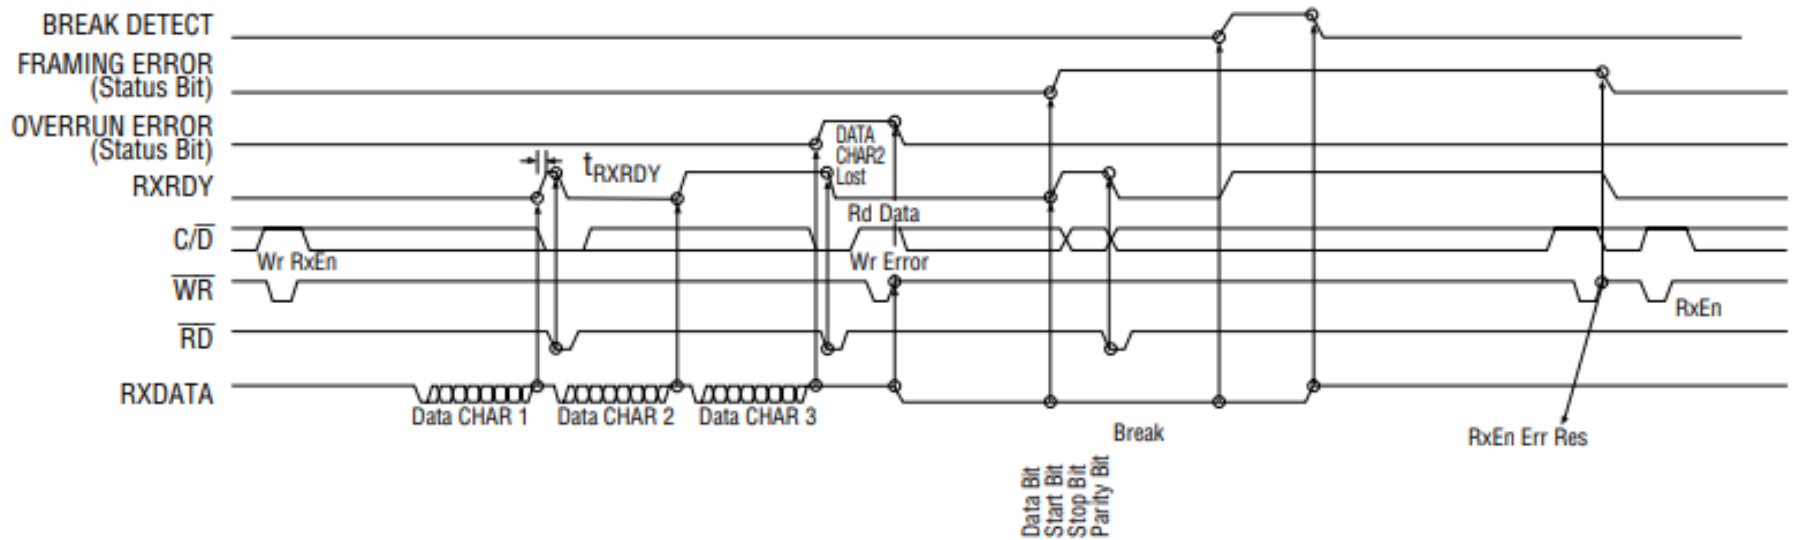 BREAK DETECT
FRAMING ERROR
(Status Bit)
OVERRUN ERROR
(Status Bit)
DATA
CHAR2
Lost
tRXRDY
RXRDY
Rd Data
C/D̅
Wr RxEn
Wr Error
W̅R̅
RxEn
R̅D̅
RXDATA
Data CHAR 1
Data CHAR 2
Data CHAR 3
Break
RxEn Err Res
Data Bit
Start Bit
Stop Bit
Parity Bit